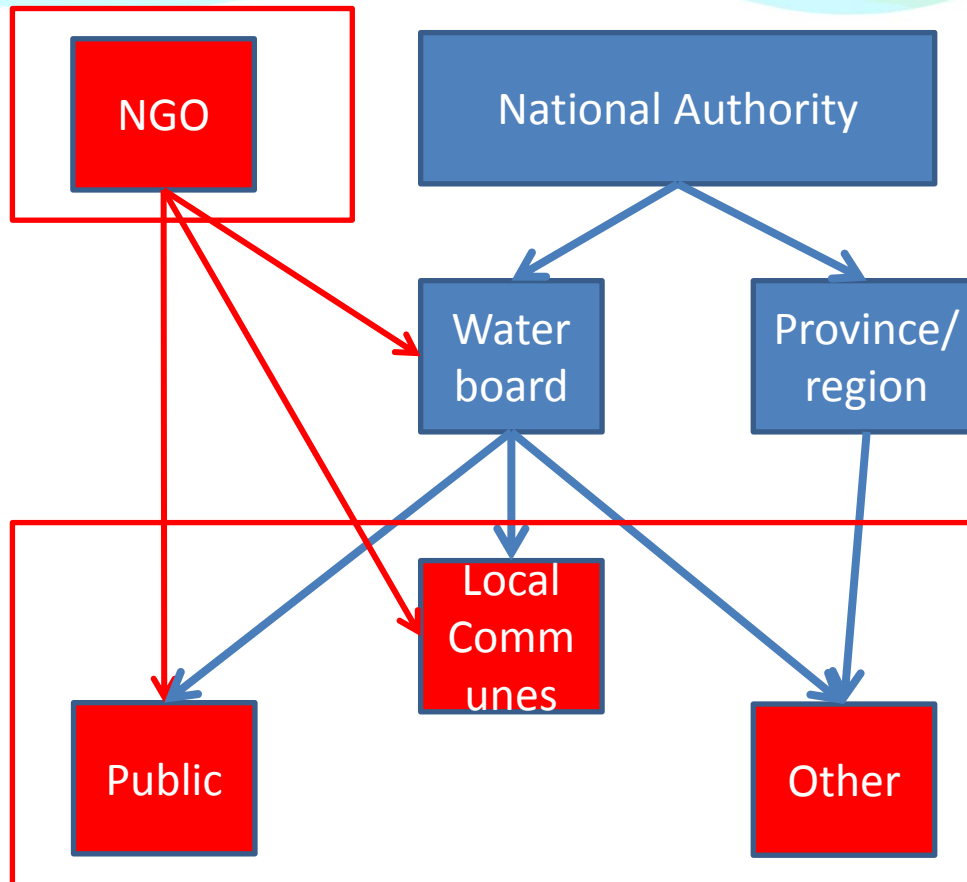 NGO
National Authority
Water
board
Province/
region
Local
Comm
unes
Public
Other